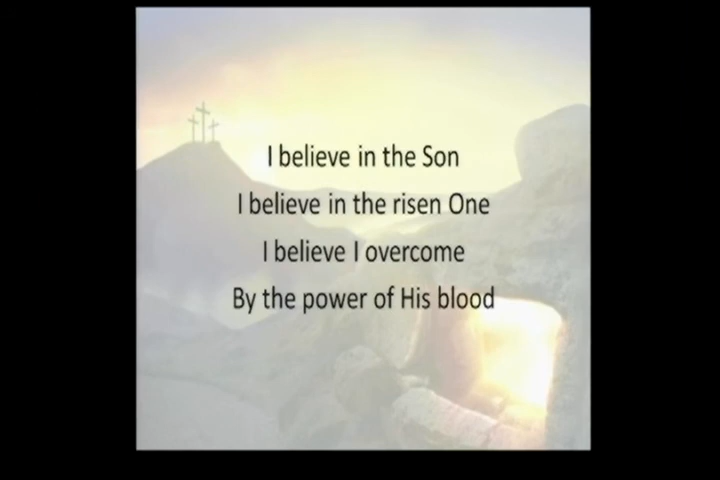 I believe in the Son
I believe in the risen One
I believe I overcome
By the power of His blood